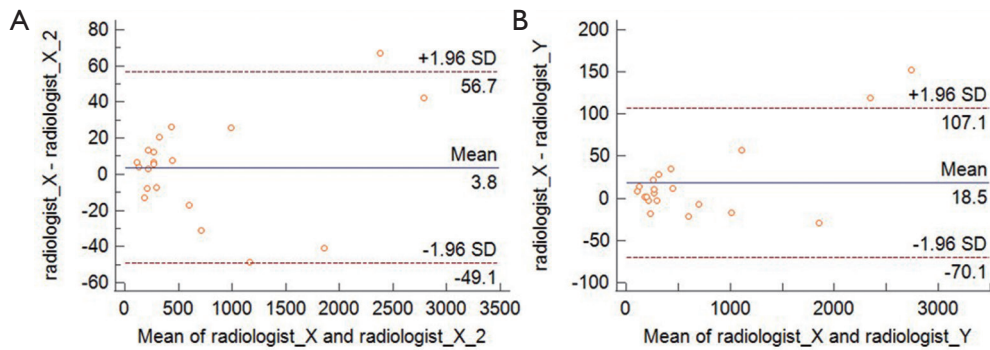 A
radiologist_X - radiologist_X_2
80
60
40
20
0
-20
-40
-60
+1.96 SD
56.7
Mean
3.8
-1.96 SD
-49.1
0 500 1000 1500 2000 2500 3000 3500
Mean of radiologist_X and radiologist_X_2
B
radiologist_X - radiologist_Y
200
150
100
50
0
-50
-100
+1.96 SD
107.1
Mean
18.5
-1.96 SD
-70.1
0 1000 2000 3000
Mean of radiologist_X and radiologist_Y